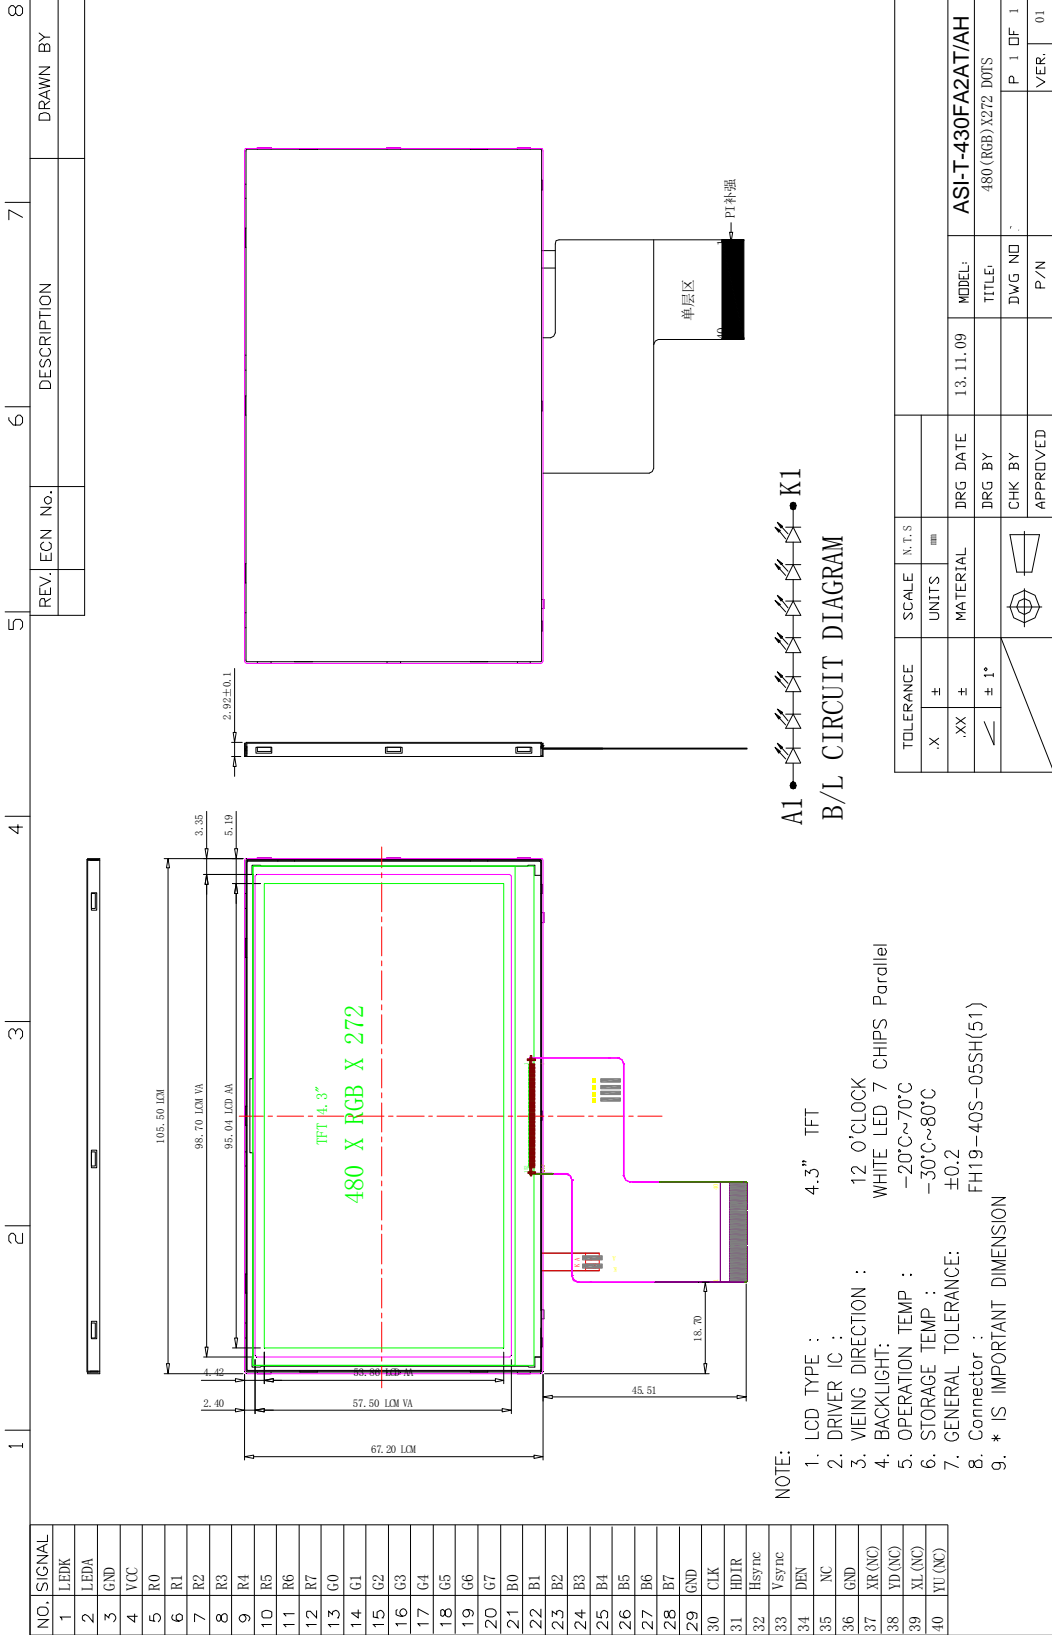 1 2 3 4 5 6 7 8
REV. ECN No. DESCRIPTION DRAWN BY
NO. SIGNAL
1 LEDK
2 LEDA
3 GND
4 VCC
5 R0
6 R1
7 R2
8 R3
9 R4
10 R5
11 R6
12 R7
13 G0
14 G1
15 G2
16 G3
17 G4
18 G5
19 G6
20 G7
21 B0
22 B1
23 B2
24 B3
25 B4
26 B5
27 B6
28 B7
29 GND
30 CLK
31 HDIR
32 Hsync
33 Vsync
34 DEN
35 NC
36 GND
37 XR(NC)
38 YD(NC)
39 XL(NC)
40 YU(NC)
105.50 LCM
98.70 LCM VA
3.35
95.04 LCD AA
5.19
TFT 4.3"
480 X RGB X 272
4.42
53.86 LCD AA
2.40
57.50 LCM VA
67.20 LCM
45.51
18.70
K A
2.92±0.1
单层区
PI补强
1
40
A1 K1
B/L CIRCUIT DIAGRAM
NOTE:
1. LCD TYPE : 4.3" TFT
2. DRIVER IC :
3. VIEING DIRECTION : 12 O'CLOCK
4. BACKLIGHT: WHITE LED 7 CHIPS Parallel
5. OPERATION TEMP : -20°C~70°C
6. STORAGE TEMP : -30°C~80°C
7. GENERAL TOLERANCE: ±0.2
8. Connector : FH19-40S-05SH(51)
9. * IS IMPORTANT DIMENSION
TOLERANCE SCALE N.T.S
.X ± UNITS mm
.XX ± MATERIAL DRG DATE 13.11.09 MODEL: ASI-T-430FA2AT/AH
∠ ± 1° DRG BY TITLE: 480(RGB)X272 DOTS
CHK BY DWG NO : P 1 OF 1
APPROVED P/N VER. 01